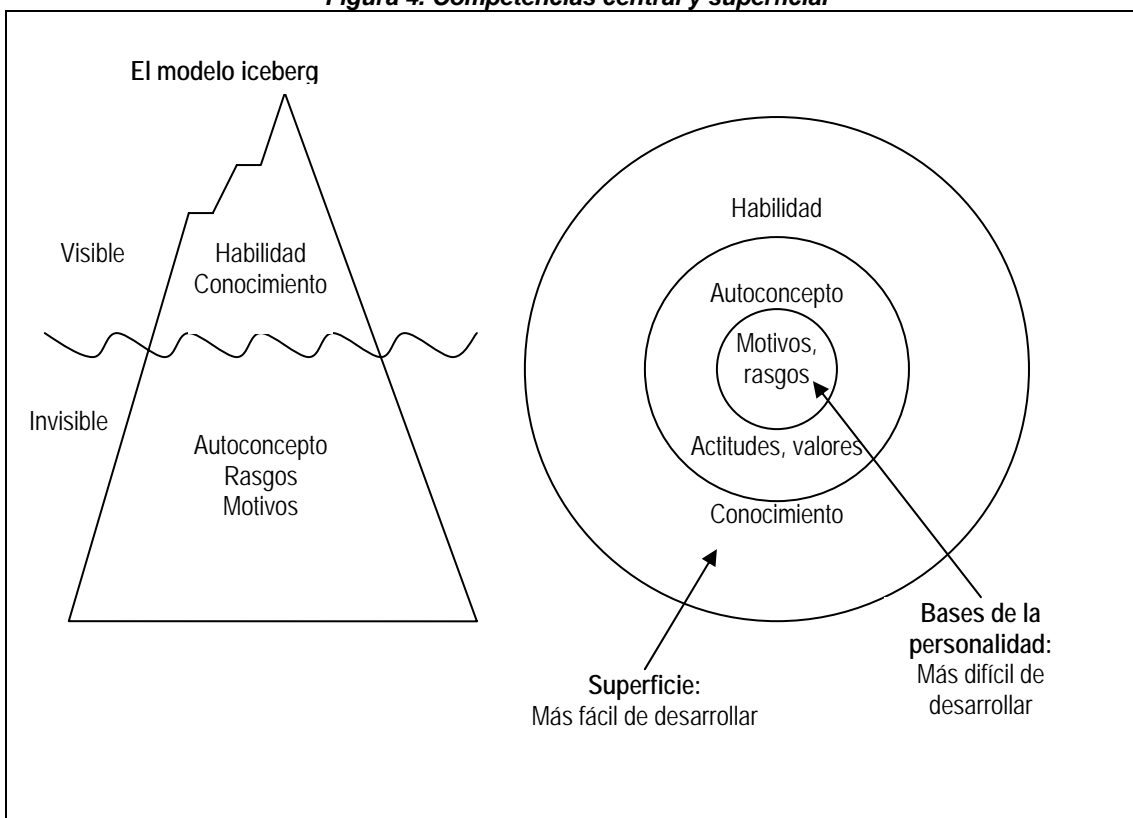 Figura 4. Competencias central y superficial
El modelo iceberg
Visible
Habilidad
Conocimiento
Invisible
Autoconcepto
Rasgos
Motivos
Habilidad
Autoconcepto
Motivos,
rasgos
Actitudes, valores
Conocimiento
Superficie:
Más fácil de desarrollar
Bases de la
personalidad:
Más difícil de
desarrollar